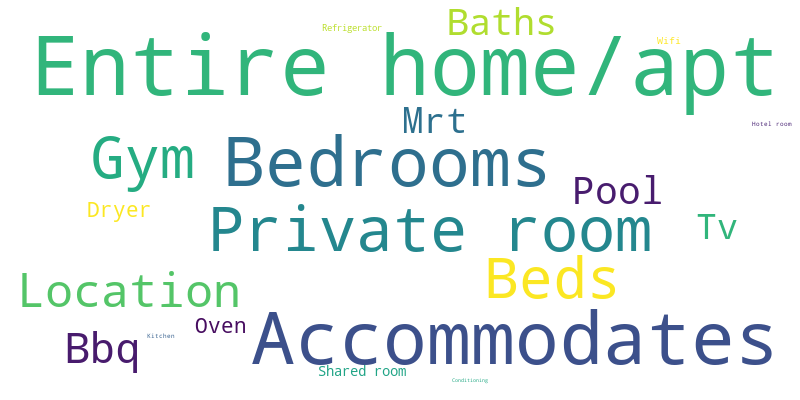 Baths
Refrigerator
Wifi
Entire home/apt
Mrt
Hotel room
Gym
Bedrooms
Pool
Dryer
Private room
Tv
Location
Beds
Oven
Accommodates
Bbq
Kitchen
Shared room
Conditioning